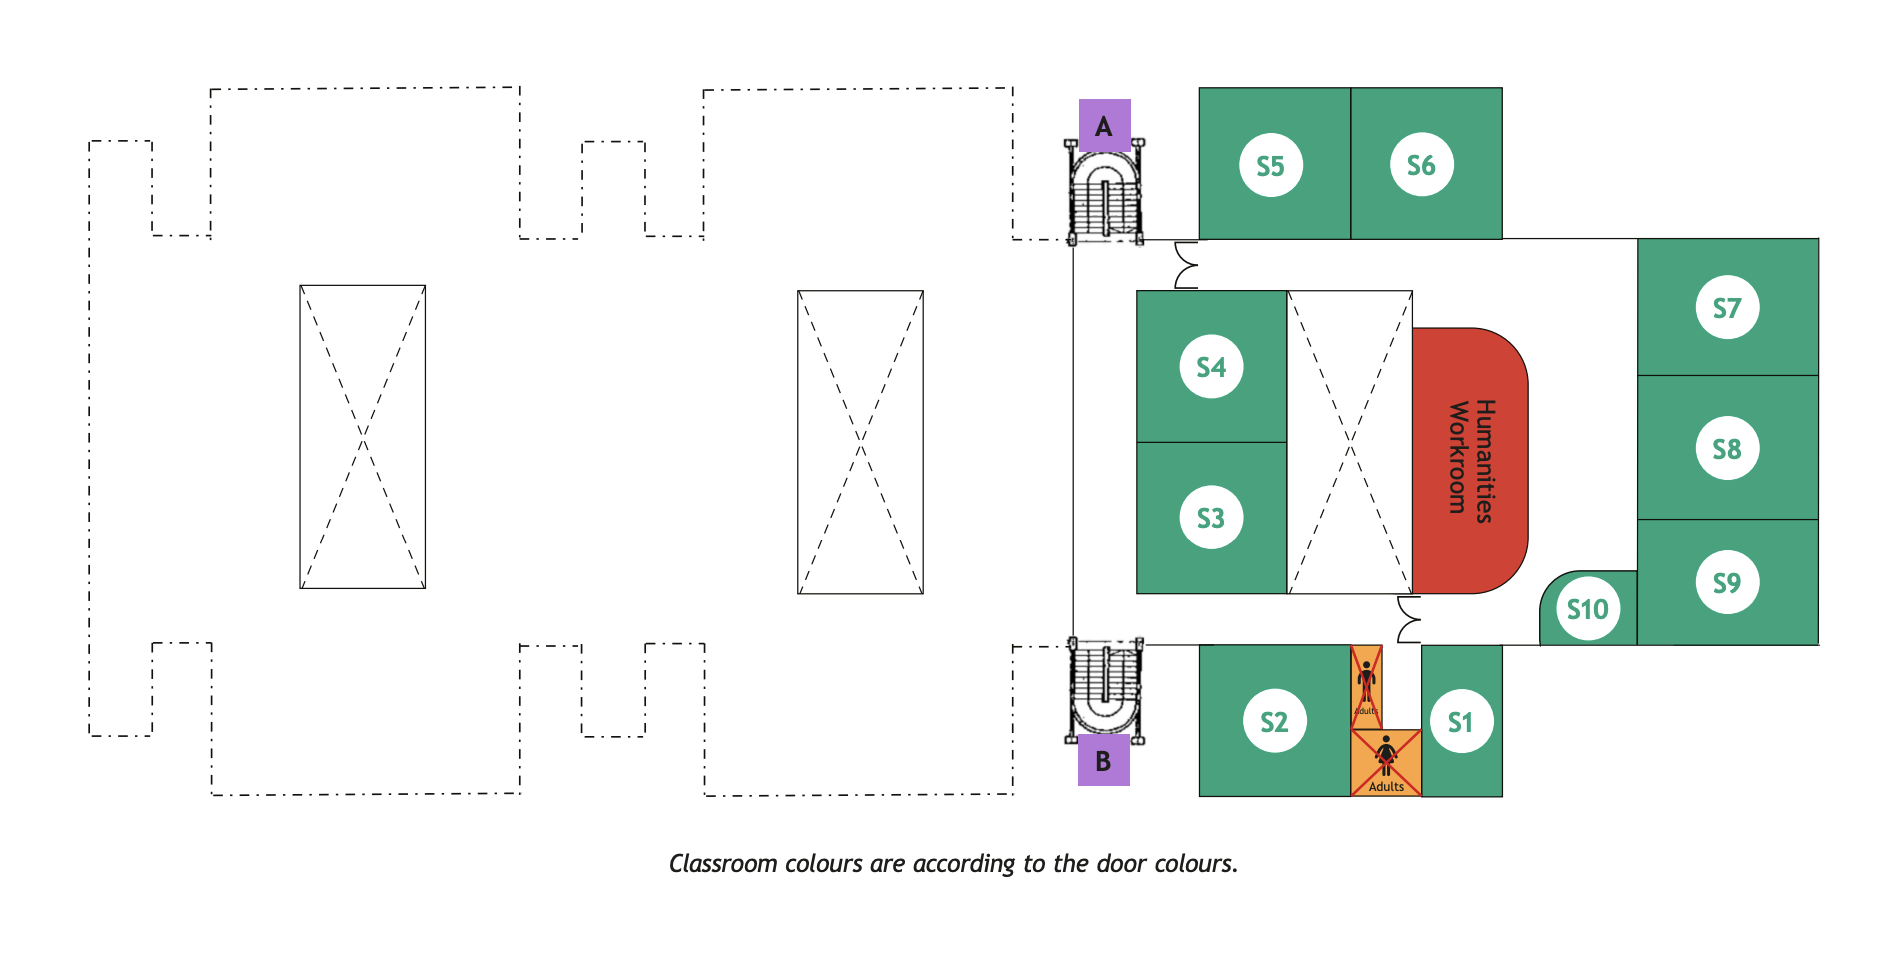 A
S5
S6
S7
S4
Humanities
Workroom
S8
S3
S9
S10
Adults
S2
S1
B
Adults
Classroom colours are according to the door colours.